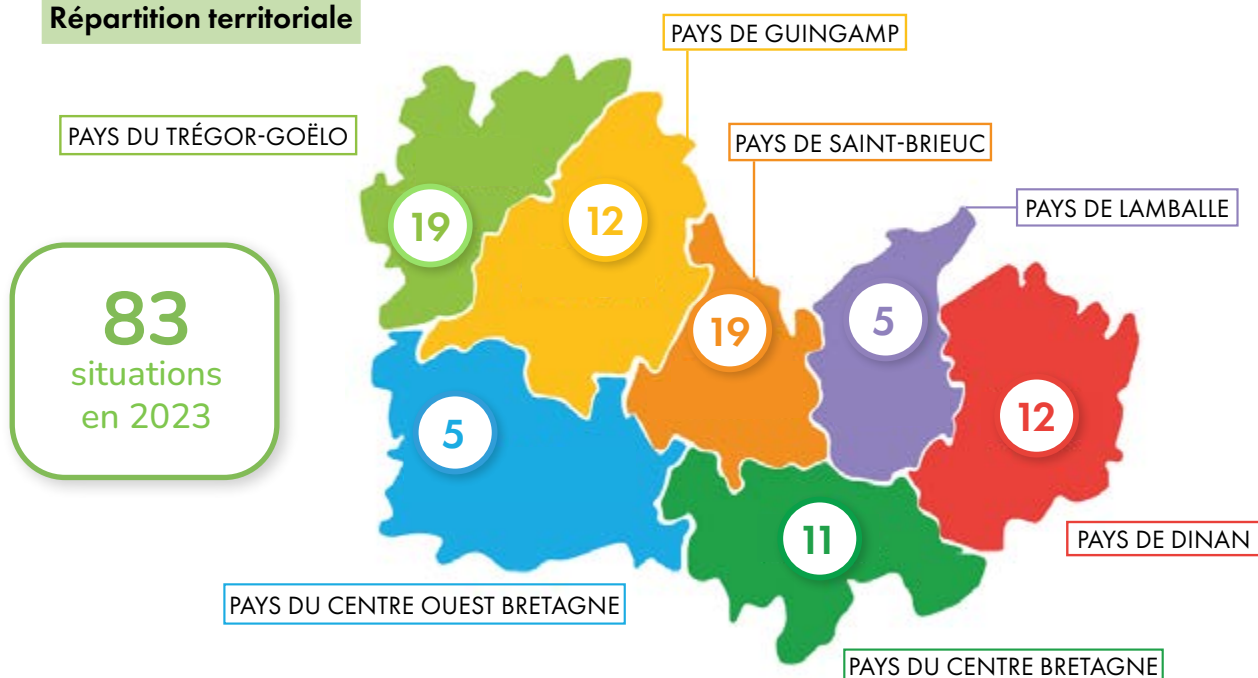 Répartition territoriale
PAYS DE GUINGAMP
PAYS DU TRÉGOR-GOËLO
PAYS DE SAINT-BRIEUC
PAYS DE LAMBALLE
19
12
19
5
12
5
11
83
situations
en 2023
PAYS DE DINAN
PAYS DU CENTRE OUEST BRETAGNE
PAYS DU CENTRE BRETAGNE